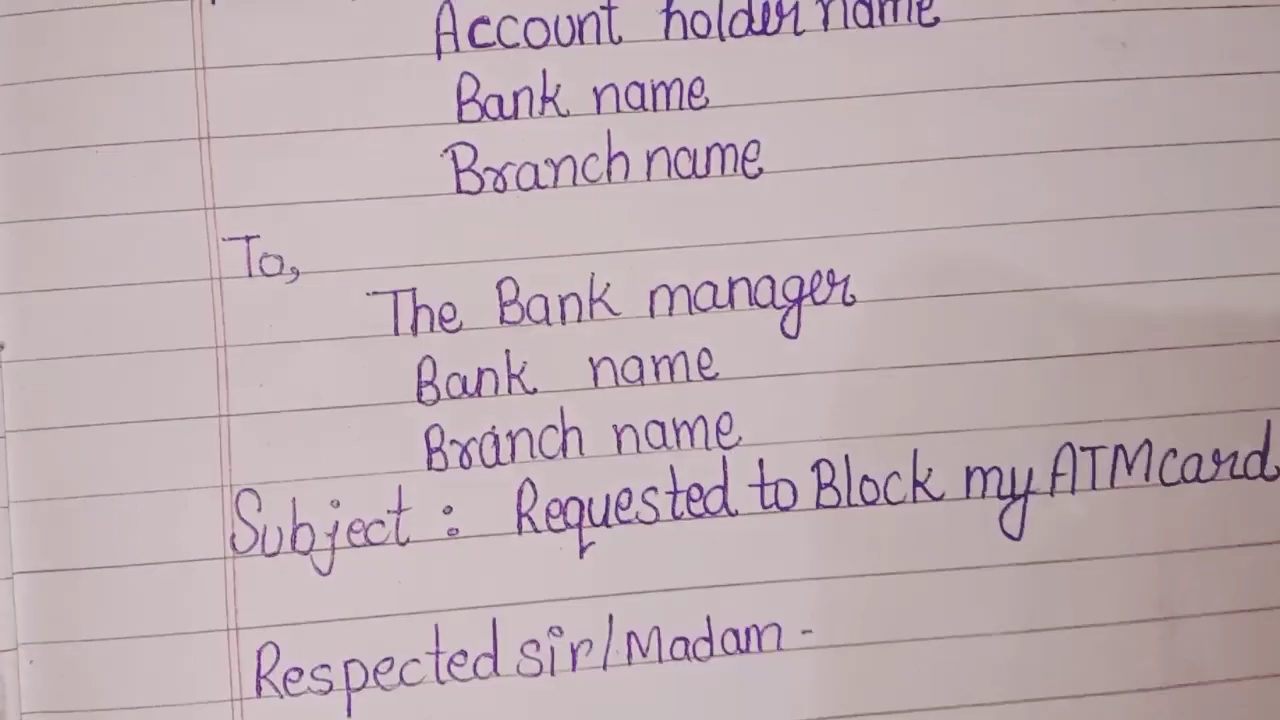 Account holder name
Bank name
Branch name
To,
The Bank manager
Bank name
Branch name
Subject : Requested to Block my ATM card
Respected sir/Madam -